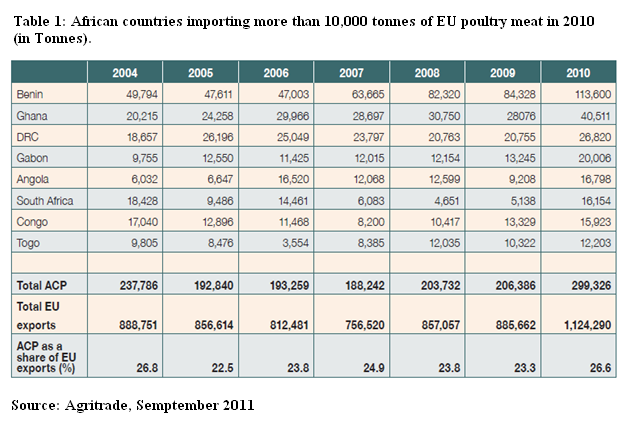 Table 1: African countries importing more than 10,000 tonnes of EU poultry meat in 2010
(in Tonnes).
2004 2005 2006 2007 2008 2009 2010
Benin 49,794 47,611 47,003 63,665 82,320 84,328 113,600
Ghana 20,215 24,258 29,966 28,697 30,750 28076 40,511
DRC 18,657 26,196 25,049 23,797 20,763 20,755 26,820
Gabon 9,755 12,550 11,425 12,015 12,154 13,245 20,006
Angola 6,032 6,647 16,520 12,068 12,599 9,208 16,798
South Africa 18,428 9,486 14,461 6,083 4,651 5,138 16,154
Congo 17,040 12,896 11,468 8,200 10,417 13,329 15,923
Togo 9,805 8,476 3,554 8,385 12,035 10,322 12,203
Total ACP 237,786 192,840 193,259 188,242 203,732 206,386 299,326
Total EU
exports 888,751 856,614 812,481 756,520 857,057 885,662 1,124,290
ACP as a
share of EU
exports (%) 26.8 22.5 23.8 24.9 23.8 23.3 26.6
Source: Agritrade, Semptember 2011